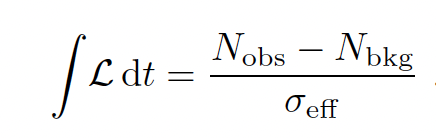 ∫ ℒ dt = (N_obs − N_bkg) / σ_eff .